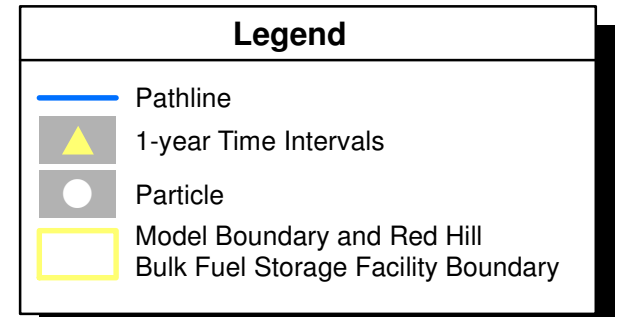 Legend
Pathline
1-year Time Intervals
Particle
Model Boundary and Red Hill
Bulk Fuel Storage Facility Boundary